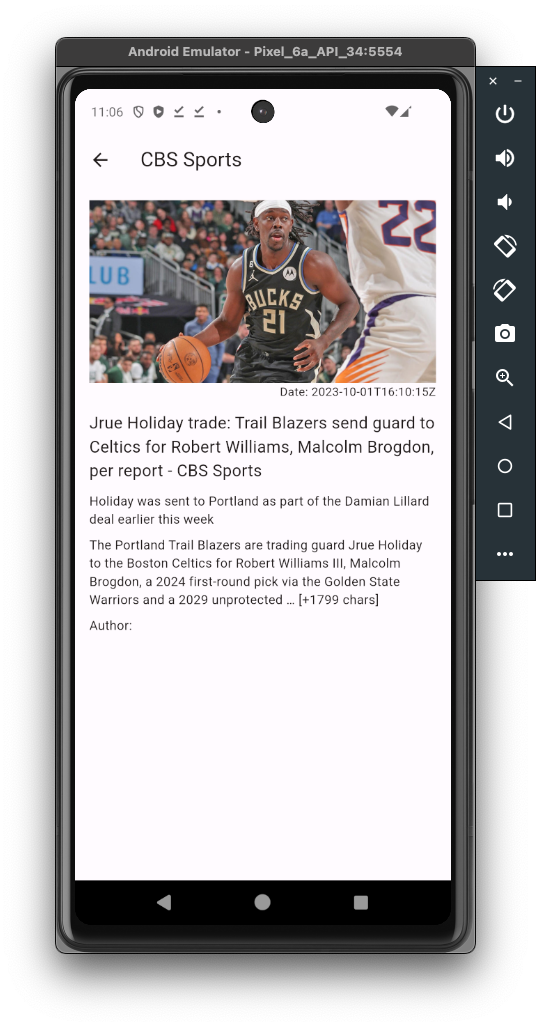 Android Emulator - Pixel_6a_API_34:5554
11:06
CBS Sports
LUB
BUCKS
21
22
Date: 2023-10-01T16:10:15Z
Jrue Holiday trade: Trail Blazers send guard to
Celtics for Robert Williams, Malcolm Brogdon,
per report - CBS Sports
Holiday was sent to Portland as part of the Damian Lillard
deal earlier this week
The Portland Trail Blazers are trading guard Jrue Holiday
to the Boston Celtics for Robert Williams III, Malcolm
Brogdon, a 2024 first-round pick via the Golden State
Warriors and a 2029 unprotected … [+1799 chars]
Author: